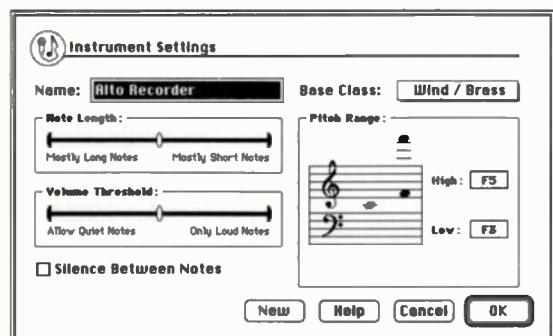 Instrument Settings
Name: Alto Recorder
Base Class: Wind / Brass
Note Length:
Mostly Long Notes Mostly Short Notes
Volume Threshold:
Allow Quiet Notes Only Loud Notes
Silence Between Notes
Pitch Range:
High: F5
Low: F3
New Help Cancel OK